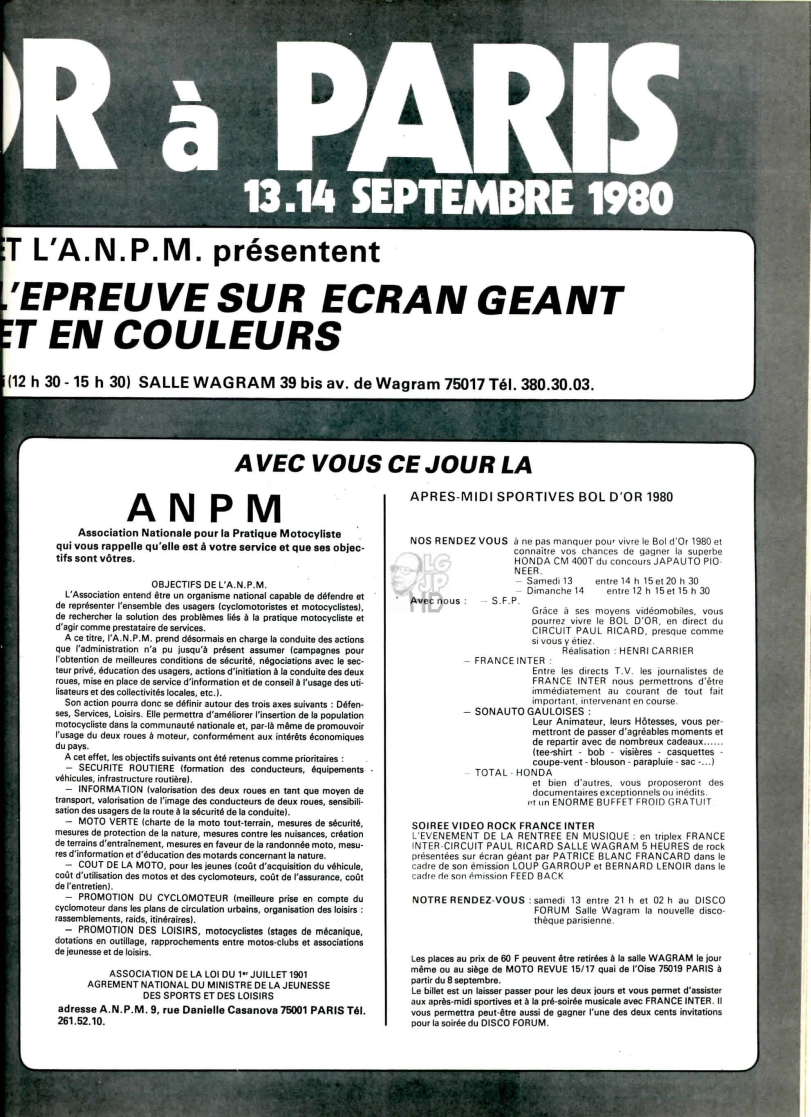 OR à PARIS
13.14 SEPTEMBRE 1980
ET L'A.N.P.M. présentent
L'EPREUVE SUR ECRAN GEANT
ET EN COULEURS
(12 h 30 - 15 h 30) SALLE WAGRAM 39 bis av. de Wagram 75017 Tél. 380.30.03.
AVEC VOUS CE JOUR LA
ANPM
Association Nationale pour la Pratique Motocyliste
qui vous rappelle qu'elle est à votre service et que ses objec-
tifs sont vôtres.
OBJECTIFS DE L'A.N.P.M.
L'Association entend être un organisme national capable de défendre et
de représenter l'ensemble des usagers (cyclomotoristes et motocyclistes),
de rechercher la solution des problèmes liés à la pratique motocycliste et
d'agir comme prestataire de services.
A ce titre, l'A.N.P.M. prend désormais en charge la conduite des actions
que l'administration n'a pu jusqu'à présent assumer (campagnes pour
l'obtention de meilleures conditions de sécurité, négociations avec le sec-
teur privé, éducation des usagers, actions d'initiation à la conduite des deux
roues, mise en place de service d'information et de conseil à l'usage des uti-
lisateurs et des collectivités locales, etc.).
Son action pourra donc se définir autour des trois axes suivants : Défen-
ses, Services, Loisirs. Elle permettra d'améliorer l'insertion de la population
motocycliste dans la communauté nationale et, par-là même de promouvoir
l'usage du deux roues à moteur, conformément aux intérêts économiques
du pays.
A cet effet, les objectifs suivants ont été retenus comme prioritaires :
— SECURITE ROUTIERE (formation des conducteurs, équipements
véhicules, infrastructure routière).
— INFORMATION (valorisation des deux roues en tant que moyen de
transport, valorisation de l'image des conducteurs de deux roues, sensibili-
sation des usagers de la route à la sécurité de la conduite).
— MOTO VERTE (charte de la moto tout-terrain, mesures de sécurité,
mesures de protection de la nature, mesures contre les nuisances, création
de terrains d'entraînement, mesures en faveur de la randonnée moto, mesu-
res d'information et d'éducation des motards concernant la nature.
— COUT DE LA MOTO, pour les jeunes (coût d'acquisition du véhicule,
coût d'utilisation des motos et des cyclomoteurs, coût de l'assurance, coût
de l'entretien).
— PROMOTION DU CYCLOMOTEUR (meilleure prise en compte du
cyclomoteur dans les plans de circulation urbains, organisation des loisirs :
rassemblements, raids, itinéraires).
— PROMOTION DES LOISIRS, motocyclistes (stages de mécanique,
dotations en outillage, rapprochements entre motos-clubs et associations
de jeunesse et de loisirs.
ASSOCIATION DE LA LOI DU 1er JUILLET 1901
AGREMENT NATIONAL DU MINISTRE DE LA JEUNESSE
DES SPORTS ET DES LOISIRS
adresse A.N.P.M. 9, rue Danielle Casanova 75001 PARIS Tél.
261.52.10.
APRES-MIDI SPORTIVES BOL D'OR 1980
NOS RENDEZ VOUS à ne pas manquer pour vivre le Bol d'Or 1980 et
connaitre vos chances de gagner la superbe
HONDA CM 400T du concours JAPAUTO PIO-
NEER.
— Samedi 13 entre 14 h 15 et 20 h 30
— Dimanche 14 entre 12 h 15 et 15 h 30
Avec nous : — S.F.P.
Grâce à ses moyens vidéomobiles, vous
pourrez vivre le BOL D'OR, en direct du
CIRCUIT PAUL RICARD, presque comme
si vous y étiez.
Réalisation : HENRI CARRIER
— FRANCE INTER :
Entre les directs T.V. les journalistes de
FRANCE INTER nous permettrons d'être
immédiatement au courant de tout fait
important, intervenant en course.
— SONAUTO GAULOISES :
Leur Animateur, leurs Hôtesses, vous per-
mettront de passer d'agréables moments et
de repartir avec de nombreux cadeaux......
(tee-shirt - bob - visières - casquettes -
coupe-vent - blouson - parapluie - sac -...)
— TOTAL - HONDA
et bien d'autres, vous proposeront des
documentaires exceptionnels ou inédits.
et un ENORME BUFFET FROID GRATUIT
SOIREE VIDEO ROCK FRANCE INTER
L'EVENEMENT DE LA RENTREE EN MUSIQUE : en triplex FRANCE
INTER-CIRCUIT PAUL RICARD SALLE WAGRAM 5 HEURES de rock
présentées sur écran géant par PATRICE BLANC FRANCARD dans le
cadre de son émission LOUP GARROUP et BERNARD LENOIR dans le
cadre de son émission FEED BACK
NOTRE RENDEZ-VOUS : samedi 13 entre 21 h et 02 h au DISCO
FORUM Salle Wagram la nouvelle disco-
thèque parisienne.
Les places au prix de 60 F peuvent être retirées à la salle WAGRAM le jour
même ou au siège de MOTO REVUE 15/17 quai de l'Oise 75019 PARIS à
partir du 8 septembre.
Le billet est un laisser passer pour les deux jours et vous permet d'assister
aux après-midi sportives et à la pré-soirée musicale avec FRANCE INTER. Il
vous permettra peut-être aussi de gagner l'une des deux cents invitations
pour la soirée du DISCO FORUM.
LG
JP
HD